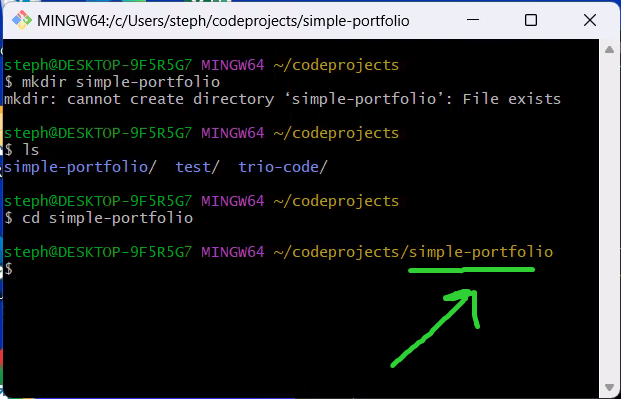 MINGW64:/c/Users/steph/codeprojects/simple-portfolio
steph@DESKTOP-9F5R5G7 MINGW64 ~/codeprojects
$ mkdir simple-portfolio
mkdir: cannot create directory ‘simple-portfolio’: File exists
steph@DESKTOP-9F5R5G7 MINGW64 ~/codeprojects
$ ls
simple-portfolio/  test/  trio-code/
steph@DESKTOP-9F5R5G7 MINGW64 ~/codeprojects
$ cd simple-portfolio
steph@DESKTOP-9F5R5G7 MINGW64 ~/codeprojects/simple-portfolio
$